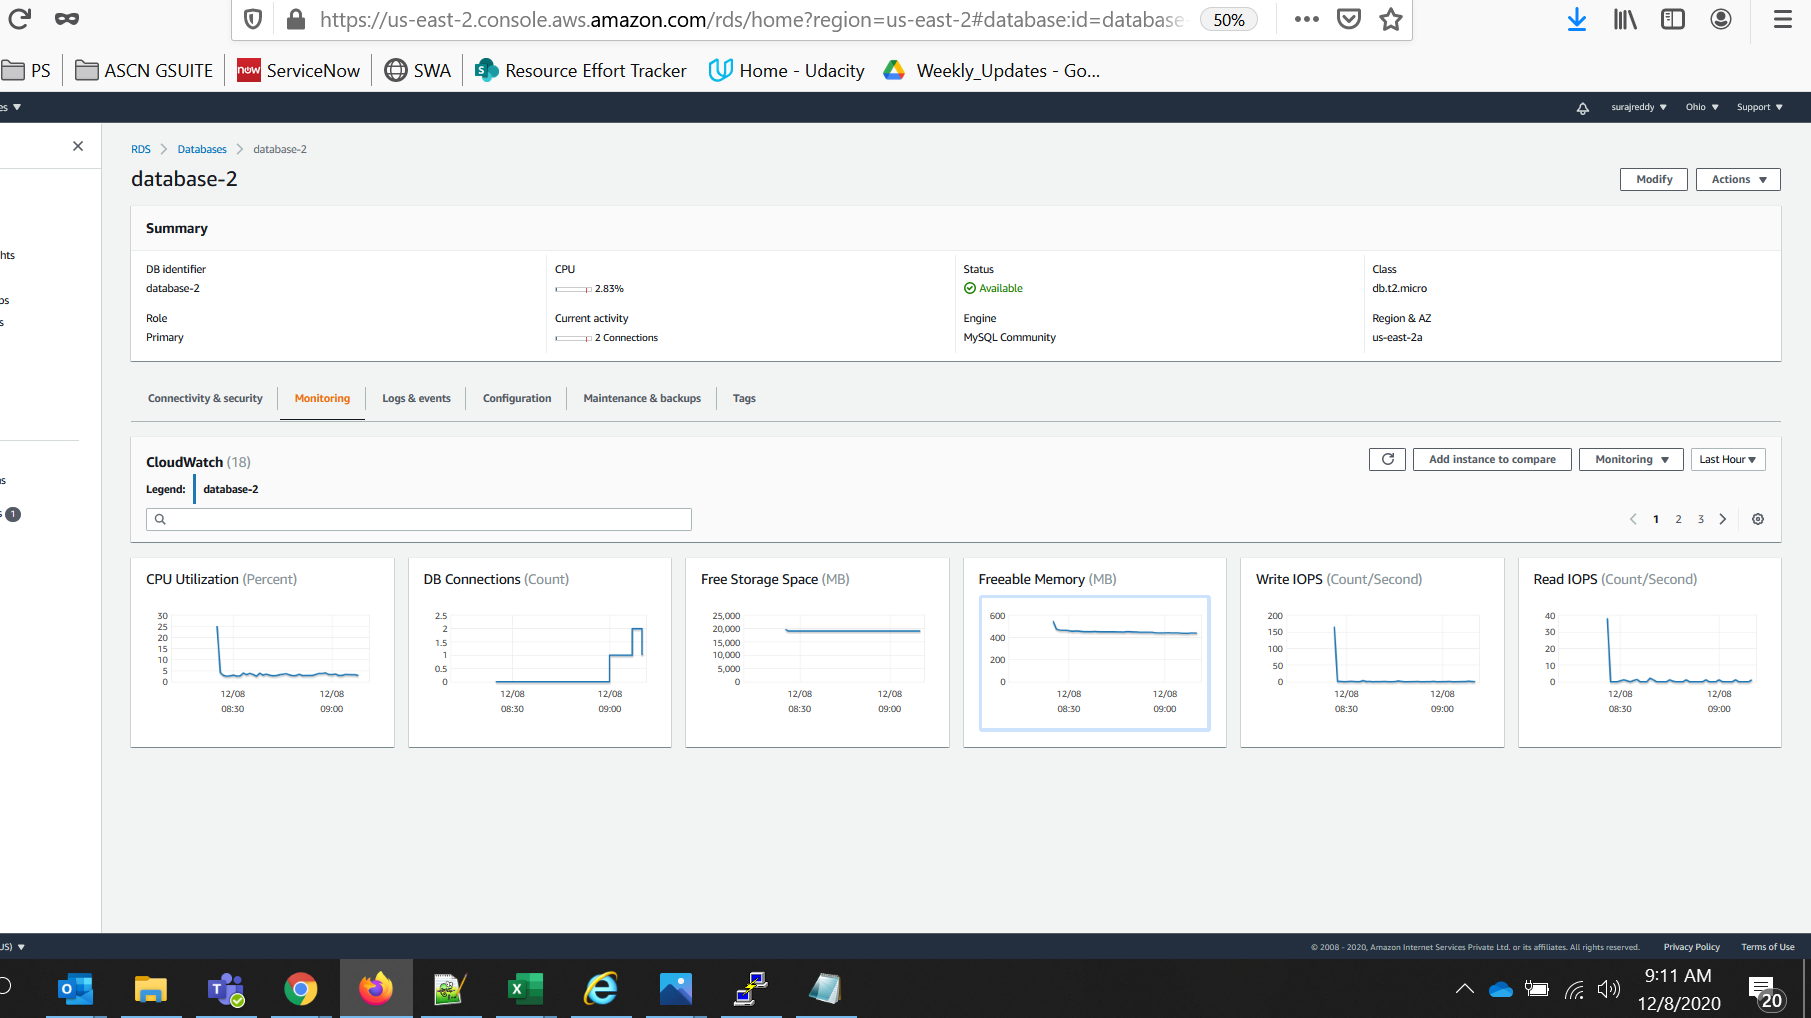 https://us-east-2.console.aws.amazon.com/rds/home?region=us-east-2#database:id=database- 50%
PS ASCN GSUITE now ServiceNow SWA Resource Effort Tracker Home - Udacity Weekly_Updates - Go...
es surajreddy Ohio Support
RDS Databases database-2
database-2
Modify Actions
Summary
DB identifier
database-2
CPU
2.83%
Status
Available
Class
db.t2.micro
Role
Primary
Current activity
2 Connections
Engine
MySQL Community
Region & AZ
us-east-2a
hts
os
s
ns
s 1
Connectivity & security Monitoring Logs & events Configuration Maintenance & backups Tags
CloudWatch (18)
Add instance to compare Monitoring Last Hour
Legend: database-2
1 2 3
CPU Utilization (Percent)
30
25
20
15
10
5
0
12/08 12/08
08:30 09:00
DB Connections (Count)
2.5
2
1.5
1
0.5
0
12/08 12/08
08:30 09:00
Free Storage Space (MB)
25,000
20,000
15,000
10,000
5,000
0
12/08 12/08
08:30 09:00
Freeable Memory (MB)
600
400
200
0
12/08 12/08
08:30 09:00
Write IOPS (Count/Second)
200
150
100
50
0
12/08 12/08
08:30 09:00
Read IOPS (Count/Second)
40
30
20
10
0
12/08 12/08
08:30 09:00
US) © 2008 - 2020, Amazon Internet Services Private Ltd. or its affiliates. All rights reserved. Privacy Policy Terms of Use
9:11 AM
12/8/2020
20